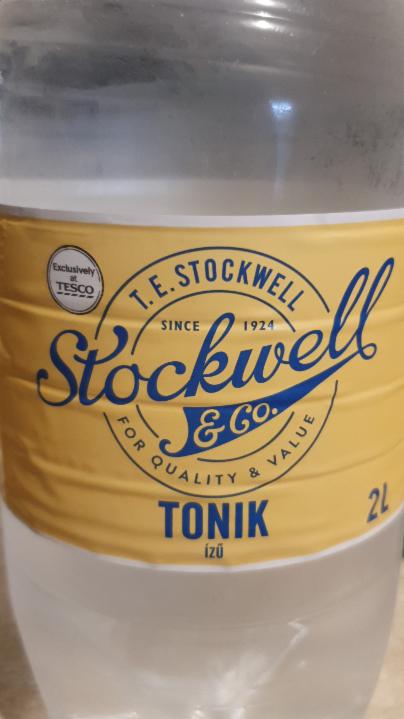 Exclusively
at
TESCO
T.E. STOCKWELL
SINCE 1924
Stockwell
& Co.
FOR QUALITY & VALUE
TONIK
ízű
2L